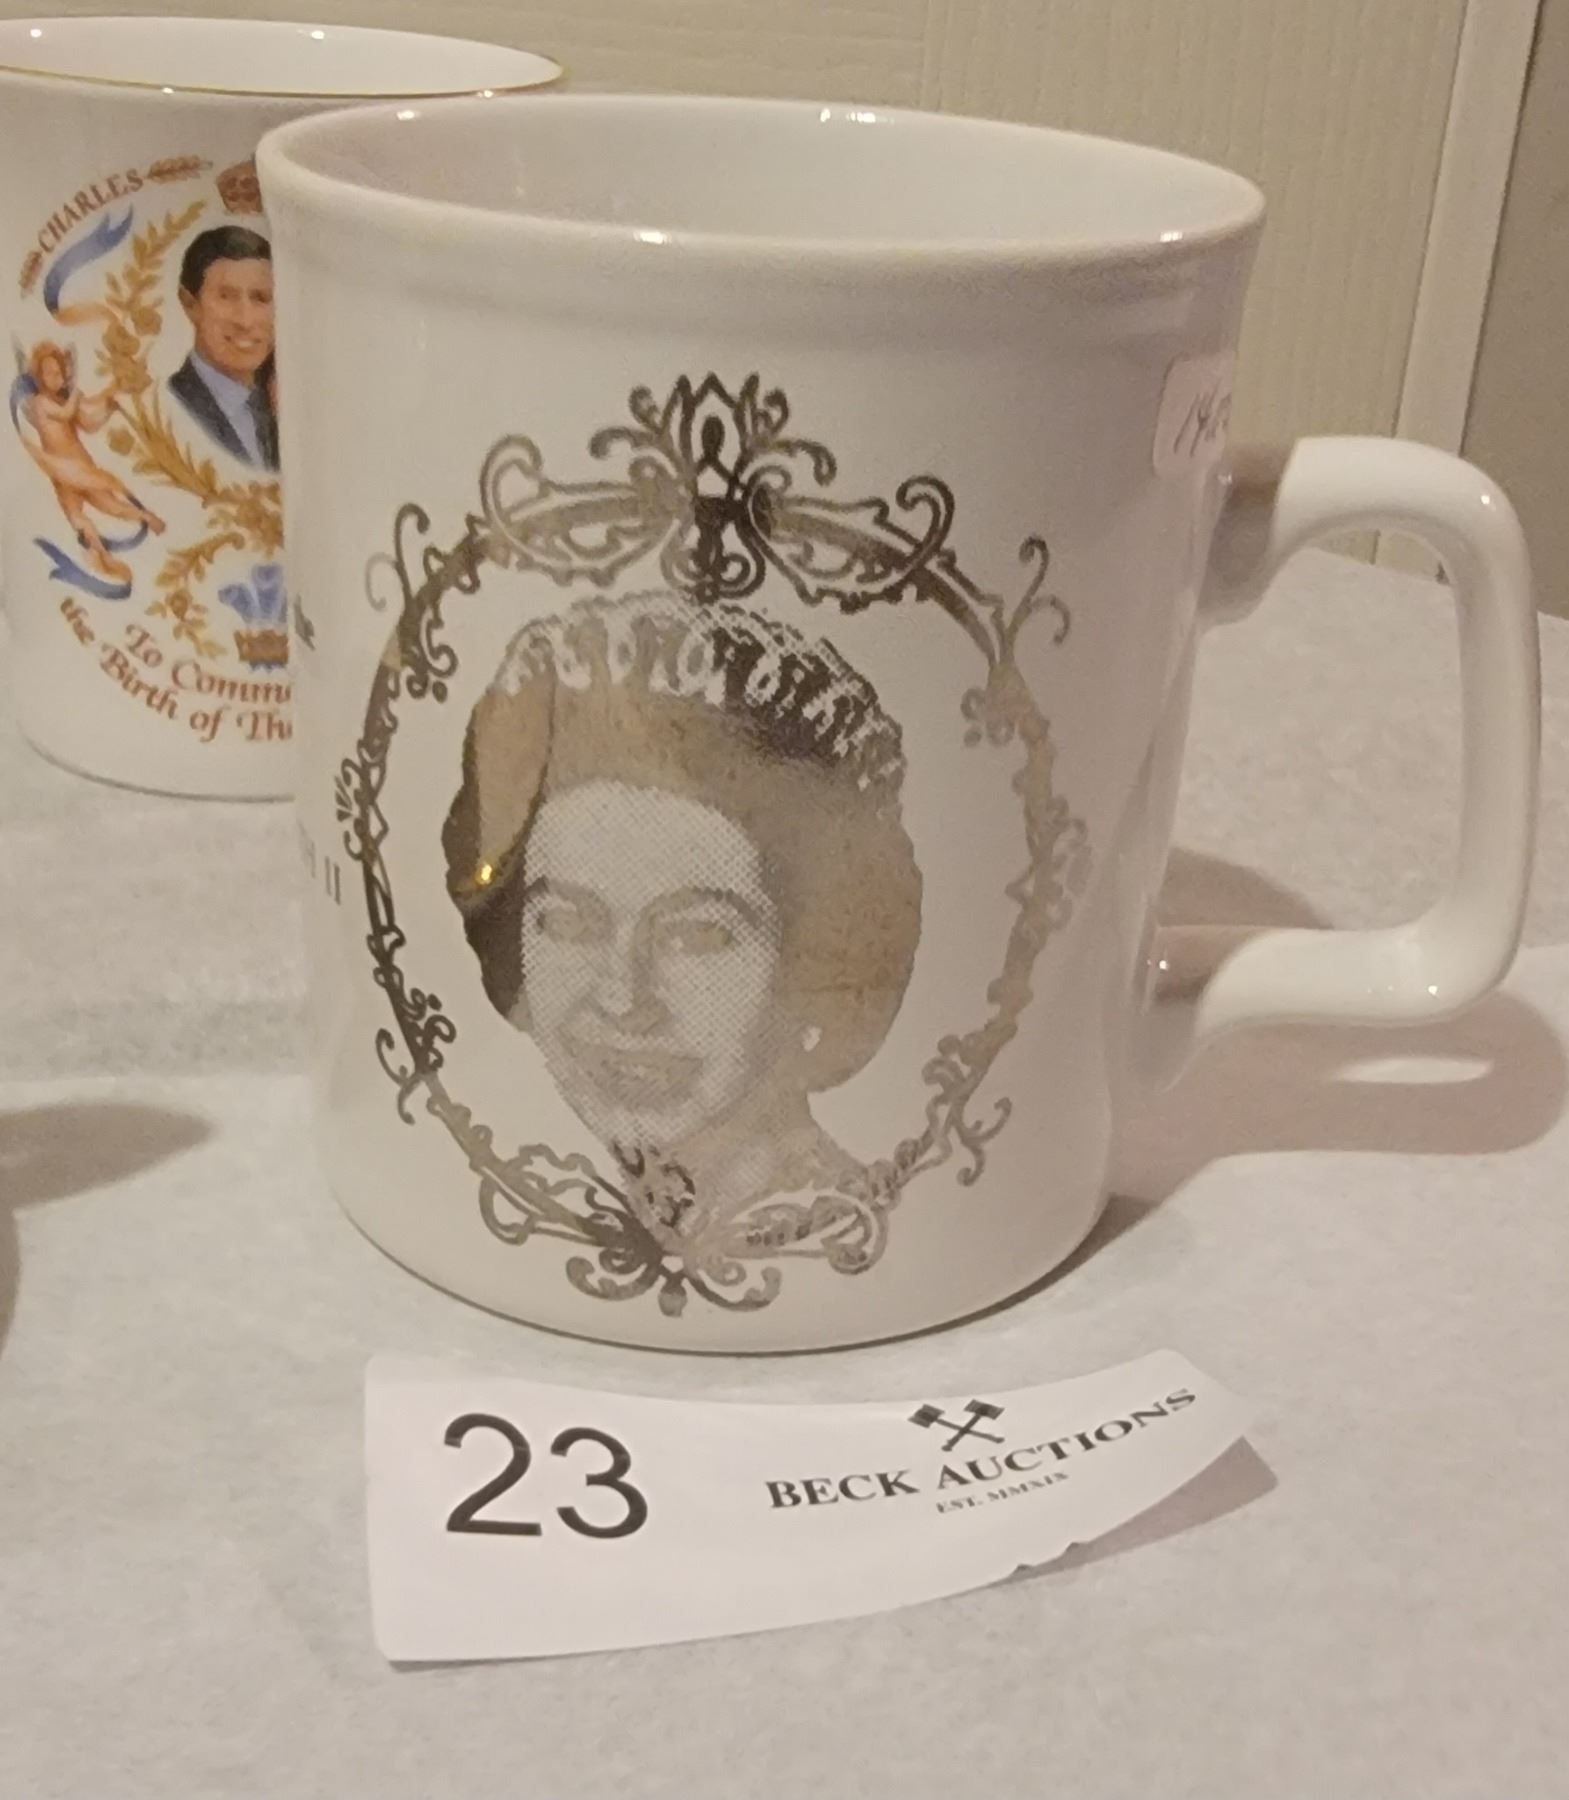 CHARLES
To Comm
the Birth of Th
II
23
BECK AUCTIONS
EST. MMXIX